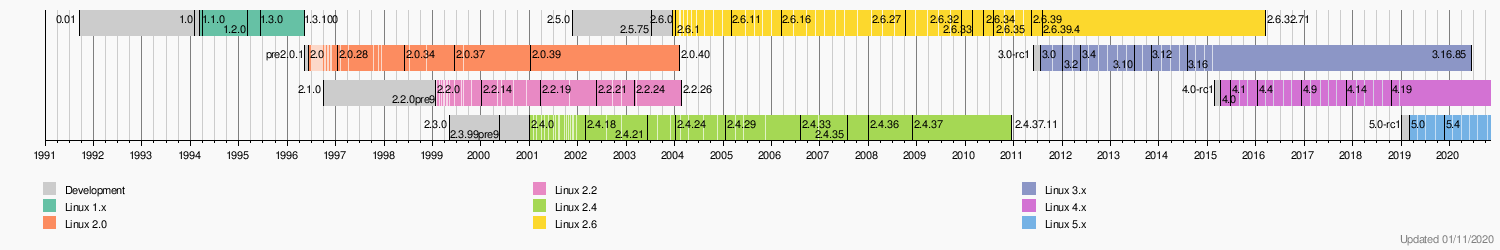 0.01 1.0 1.1.0 1.2.0 1.3.0 1.3.100 2.5.0 2.5.75 2.6.0 2.6.1 2.6.11 2.6.16 2.6.27 2.6.32 2.6.33 2.6.34 2.6.35 2.6.39 2.6.39.4 2.6.32.71
pre2.0.1 2.0 2.0.28 2.0.34 2.0.37 2.0.39 2.0.40 3.0-rc1 3.0 3.2 3.4 3.10 3.12 3.16 3.16.85
2.1.0 2.2.0pre9 2.2.0 2.2.14 2.2.19 2.2.21 2.2.24 2.2.26 4.0-rc1 4.0 4.1 4.4 4.9 4.14 4.19
2.3.0 2.3.99pre9 2.4.0 2.4.18 2.4.21 2.4.24 2.4.29 2.4.33 2.4.35 2.4.36 2.4.37 2.4.37.11 5.0-rc1 5.0 5.4
1991 1992 1993 1994 1995 1996 1997 1998 1999 2000 2001 2002 2003 2004 2005 2006 2007 2008 2009 2010 2011 2012 2013 2014 2015 2016 2017 2018 2019 2020
Development
Linux 1.x
Linux 2.0
Linux 2.2
Linux 2.4
Linux 2.6
Linux 3.x
Linux 4.x
Linux 5.x
Updated 01/11/2020